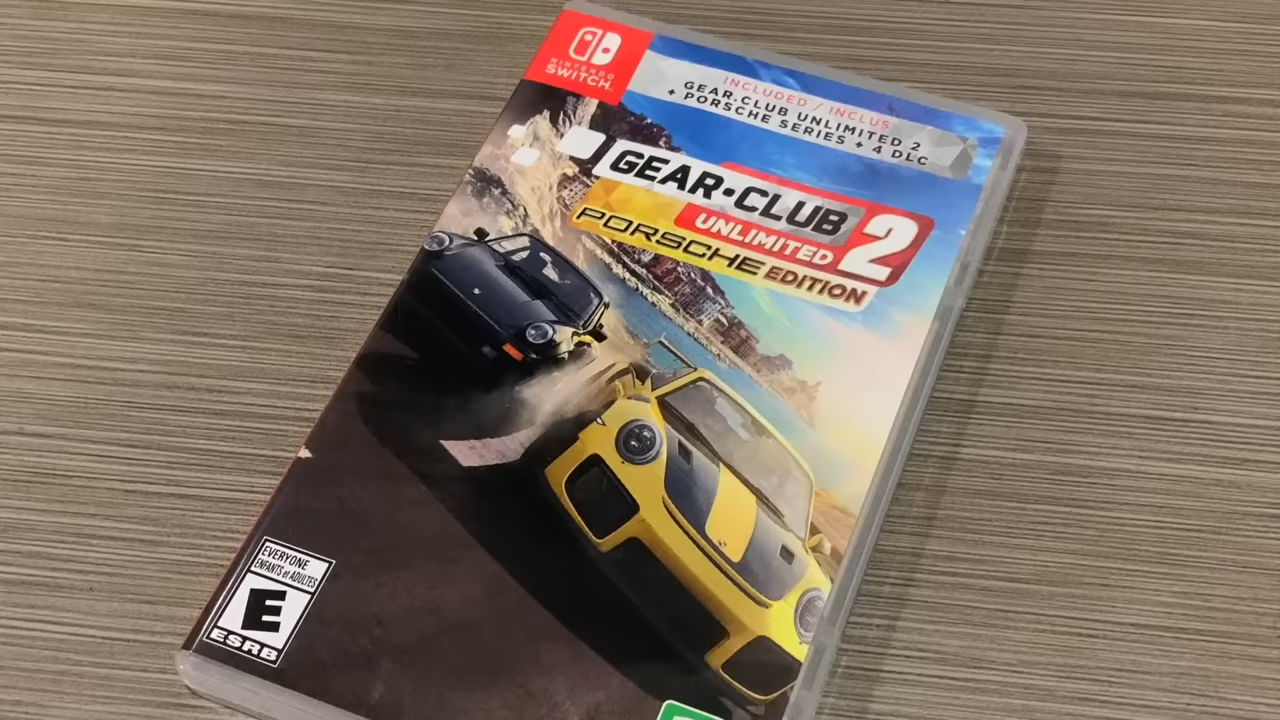 NINTENDO
SWITCH
INCLUDED / INCLUS
GEAR.CLUB UNLIMITED 2
+ PORSCHE SERIES + 4 DLC
GEAR•CLUB
UNLIMITED 2
PORSCHE EDITION
EVERYONE
ENFANTS et ADULTES
E
ESRB